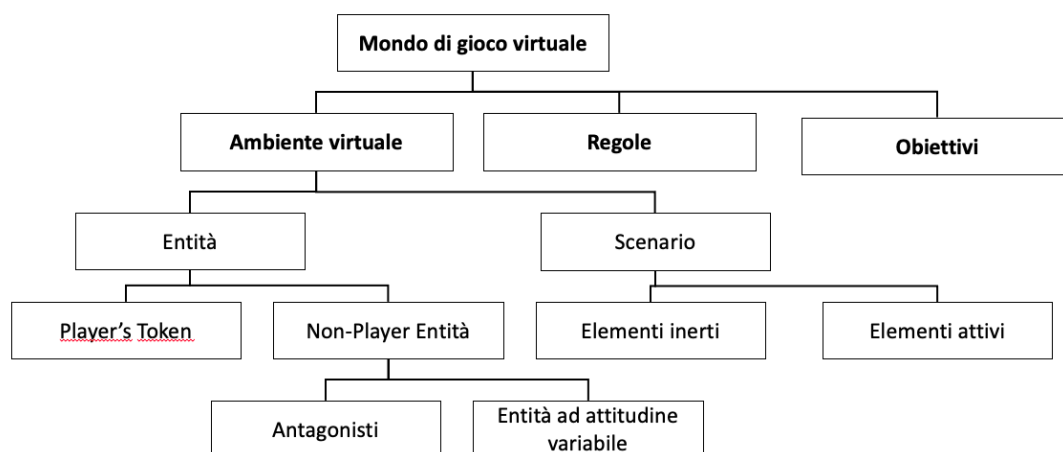 Mondo di gioco virtuale
Ambiente virtuale
Regole
Obiettivi
Entità
Scenario
Player's Token
Non-Player Entità
Elementi inerti
Elementi attivi
Antagonisti
Entità ad attitudine
variabile